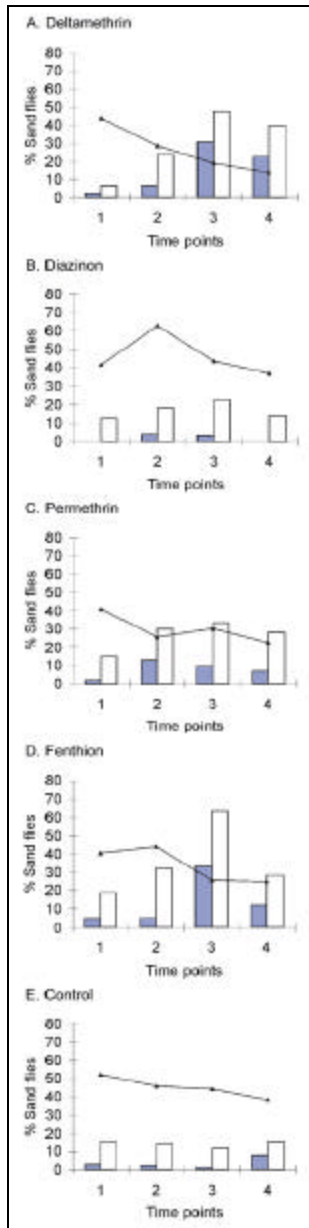 A. Deltamethrin
% Sand flies
80
70
60
50
40
30
20
10
0
1 2 3 4
Time points
B. Diazinon
% Sand flies
80
70
60
50
40
30
20
10
0
1 2 3 4
Time points
C. Permethrin
% Sand flies
80
70
60
50
40
30
20
10
0
1 2 3 4
Time points
D. Fenthion
% Sand flies
80
70
60
50
40
30
20
10
0
1 2 3 4
Time points
E. Control
% Sand flies
80
70
60
50
40
30
20
10
0
1 2 3 4
Time points